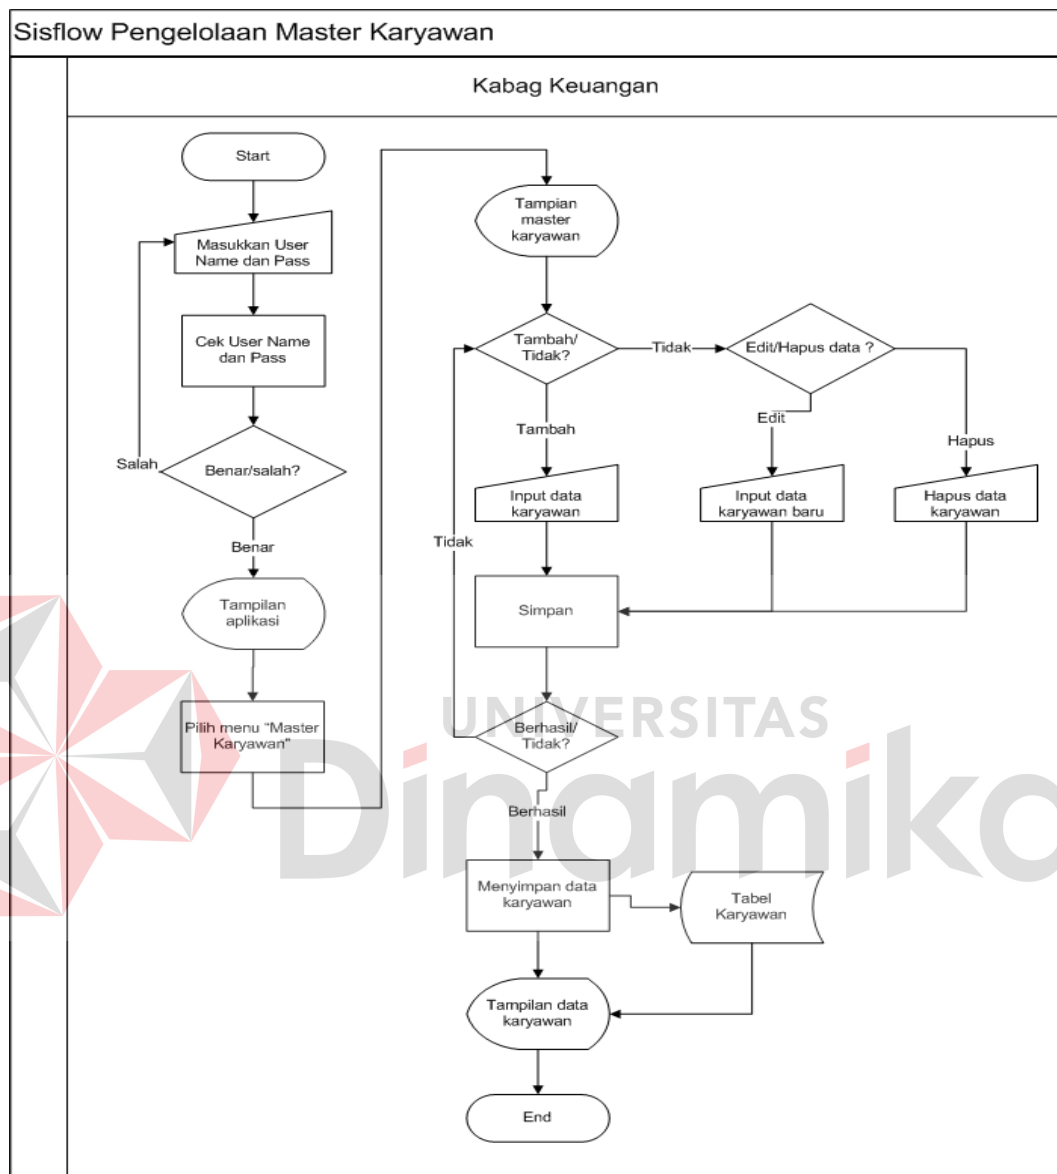 Sisflow Pengelolaan Master Karyawan
Kabag Keuangan
Start
Masukkan User
Name dan Pass
Cek User Name
dan Pass
Salah
Benar/salah?
Benar
Tampilan
aplikasi
Pilih menu “Master
Karyawan”
Tampian
master
karyawan
Tambah/
Tidak?
Tidak
Edit/Hapus data ?
Tambah
Edit
Hapus
Input data
karyawan
Input data
karyawan baru
Hapus data
karyawan
Tidak
Simpan
Berhasil/
Tidak?
Berhasil
Menyimpan data
karyawan
Tabel
Karyawan
Tampilan data
karyawan
End
UNIVERSITAS